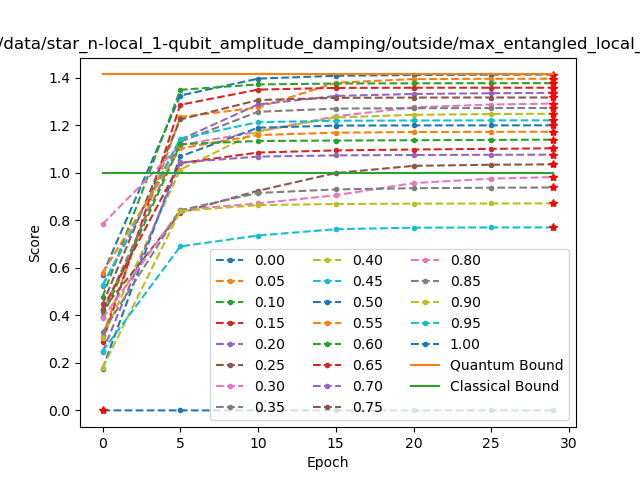 /data/star_n-local_1-qubit_amplitude_damping/outside/max_entangled_local_
Score
1.4
1.2
1.0
0.8
0.6
0.4
0.2
0.0
0.00 0.40 0.80
0.05 0.45 0.85
0.10 0.50 0.90
0.15 0.55 0.95
0.20 0.60 1.00
0.25 0.65 Quantum Bound
0.30 0.70 Classical Bound
0.35 0.75
0 5 10 15 20 25 30
Epoch